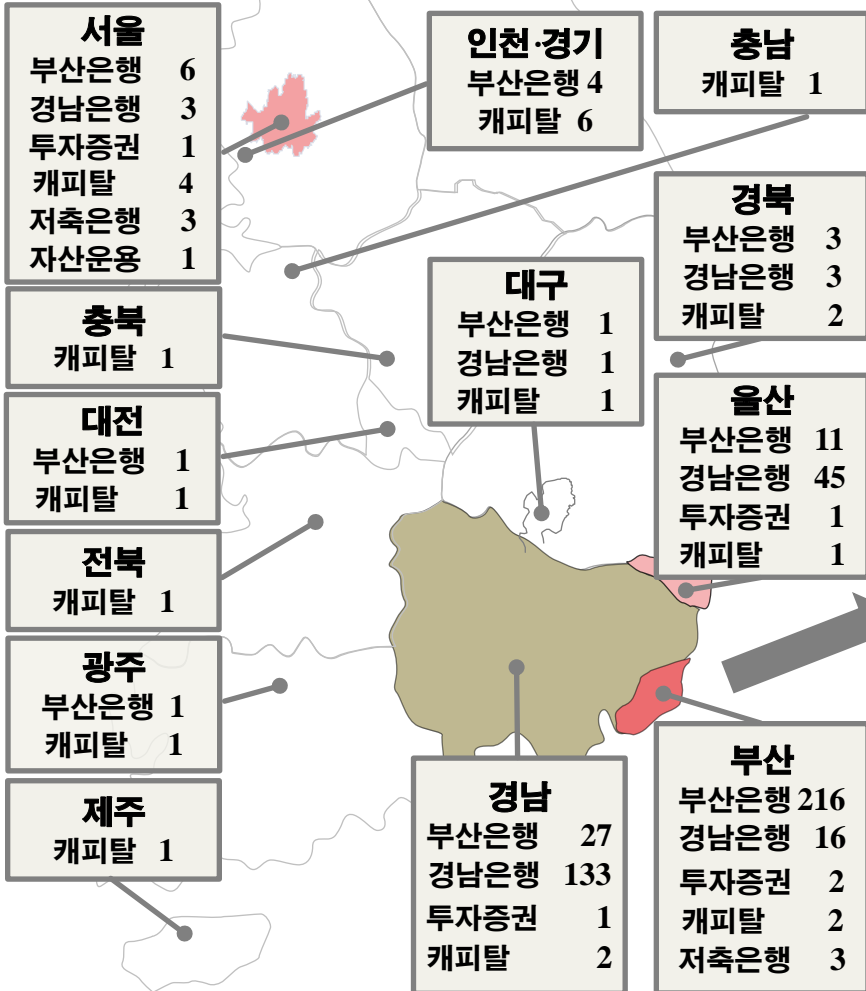 서울
부산은행 6
경남은행 3
투자증권 1
캐피탈 4
저축은행 3
자산운용 1
인천·경기
부산은행 4
캐피탈 6
충남
캐피탈 1
경북
부산은행 3
경남은행 3
캐피탈 2
충북
캐피탈 1
대구
부산은행 1
경남은행 1
캐피탈 1
대전
부산은행 1
캐피탈 1
울산
부산은행 11
경남은행 45
투자증권 1
캐피탈 1
전북
캐피탈 1
광주
부산은행 1
캐피탈 1
제주
캐피탈 1
경남
부산은행 27
경남은행 133
투자증권 1
캐피탈 2
부산
부산은행 216
경남은행 16
투자증권 2
캐피탈 2
저축은행 3